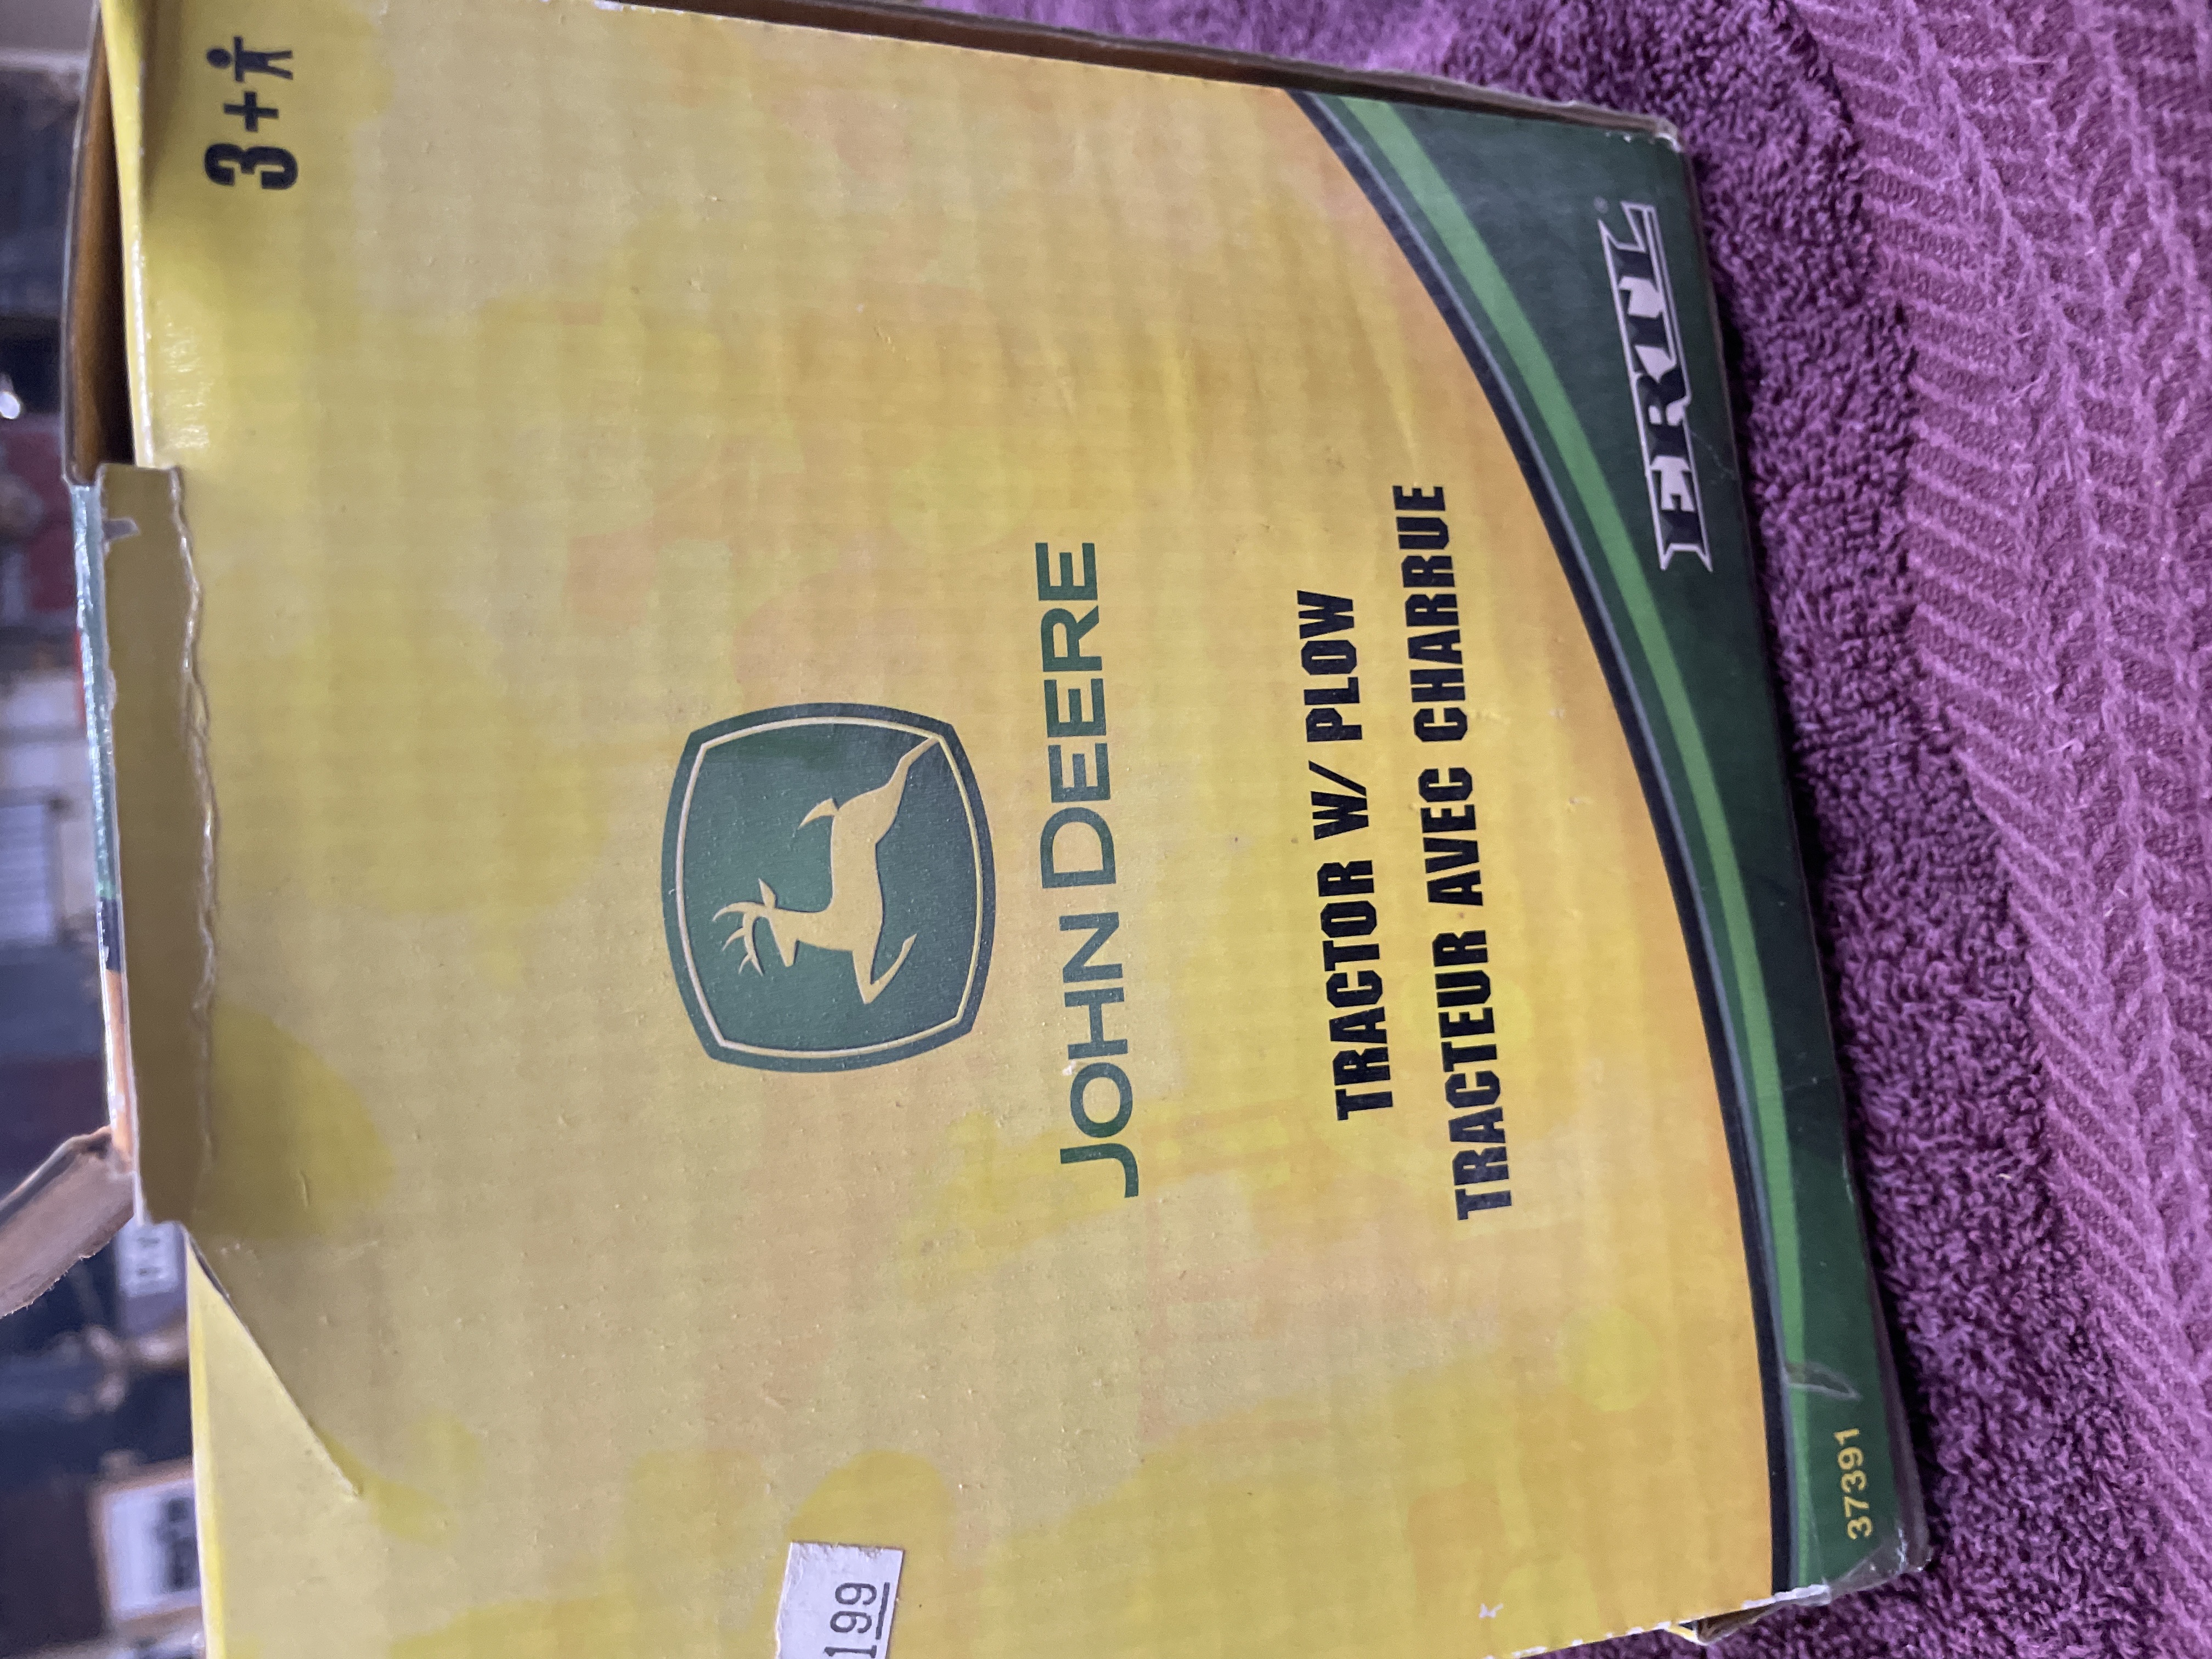 3+
JOHN DEERE
TRACTOR W/ PLOW
TRACTEUR AVEC CHARRUE
ERTL®
37391
199